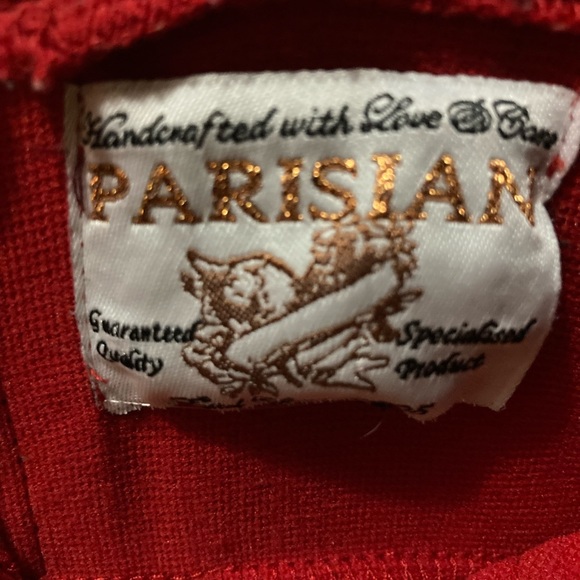 Handcrafted with Love & Care
PARISIAN
Guaranteed
Quality
Specialised
Product